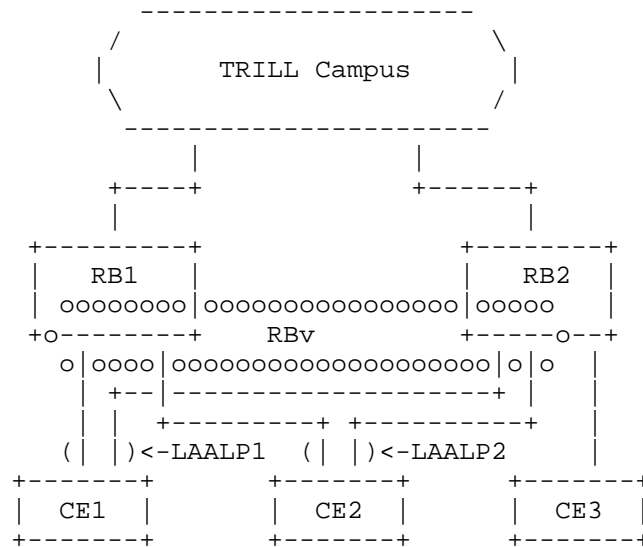 TRILL Campus
RB1 RB2
RBv
(| |)<-LAALP1 (| |)<-LAALP2
CE1 CE2 CE3